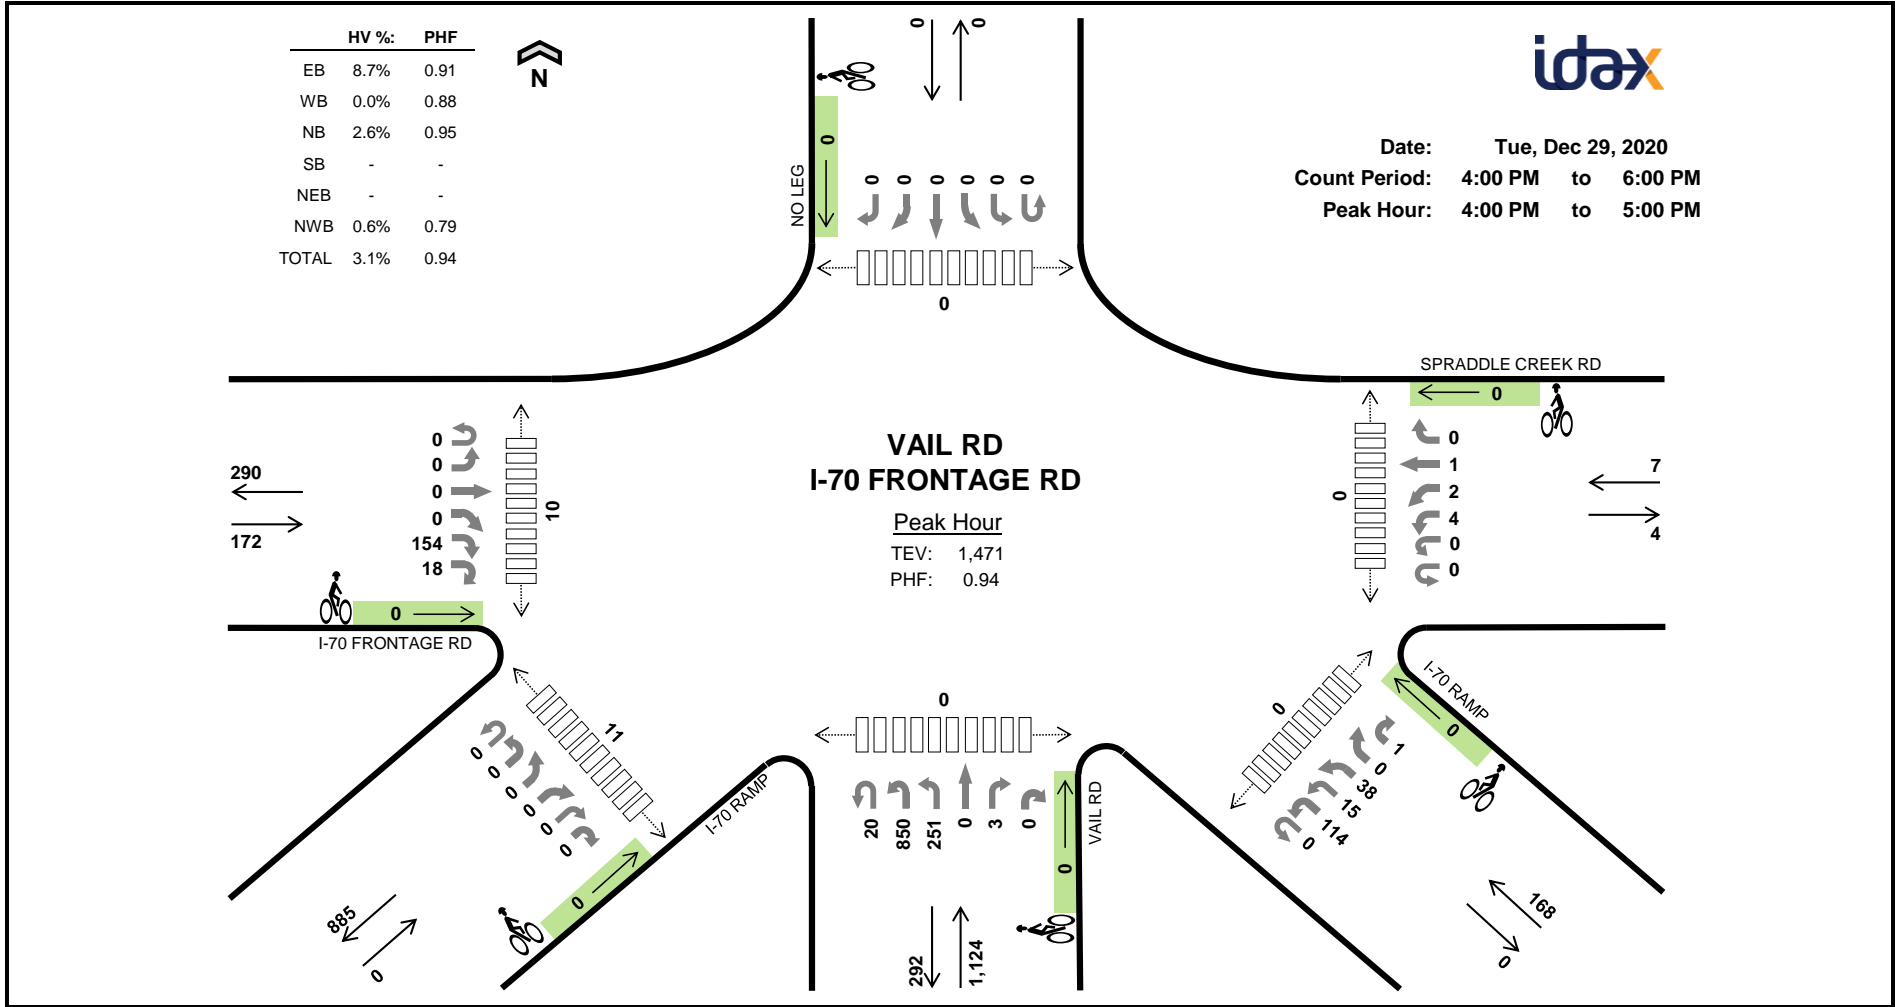 HV %: PHF
EB 8.7% 0.91
WB 0.0% 0.88
NB 2.6% 0.95
SB - -
NEB - -
NWB 0.6% 0.79
TOTAL 3.1% 0.94
N
idax
Date: Tue, Dec 29, 2020
Count Period: 4:00 PM to 6:00 PM
Peak Hour: 4:00 PM to 5:00 PM
0 0
0
NO LEG
0 0 0 0 0 0
0
SPRADDLE CREEK RD
0
0
0
0
0
154
18
10
290
172
0
I-70 FRONTAGE RD
VAIL RD
I-70 FRONTAGE RD
Peak Hour
TEV: 1,471
PHF: 0.94
0
0
1
2
4
0
0
7
4
11
0 0 0 0 0 0
I-70 RAMP
0
885
0
0
20 850 251 0 3 0
VAIL RD
0
292 1,124
0
I-70 RAMP
0
1
0
38
15
114
0
168
0